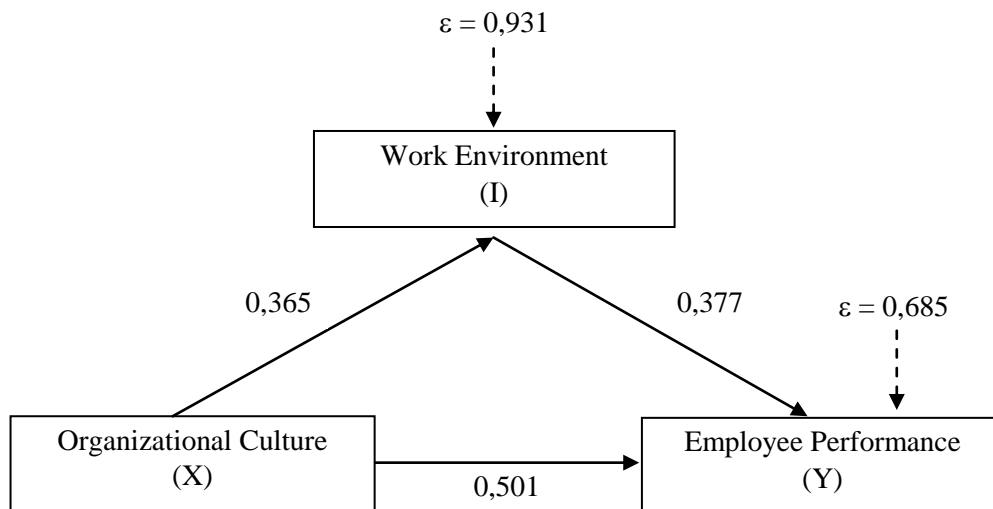 ε = 0,931
Work Environment
(I)
0,365
0,377
ε = 0,685
Organizational Culture
(X)
0,501
Employee Performance
(Y)